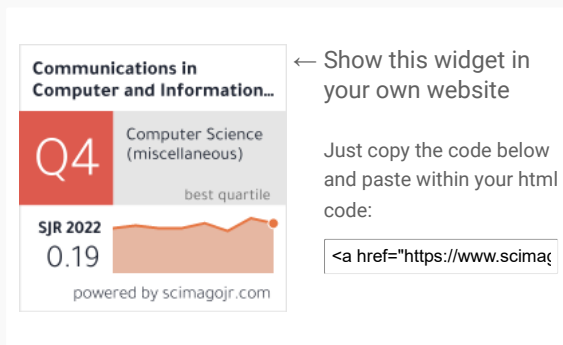 Communications in
Computer and Information...
Q4
Computer Science
(miscellaneous)
best quartile
SJR 2022
0.19
powered by scimagojr.com
← Show this widget in
your own website
Just copy the code below
and paste within your html
code:
<a href="https://www.scimag